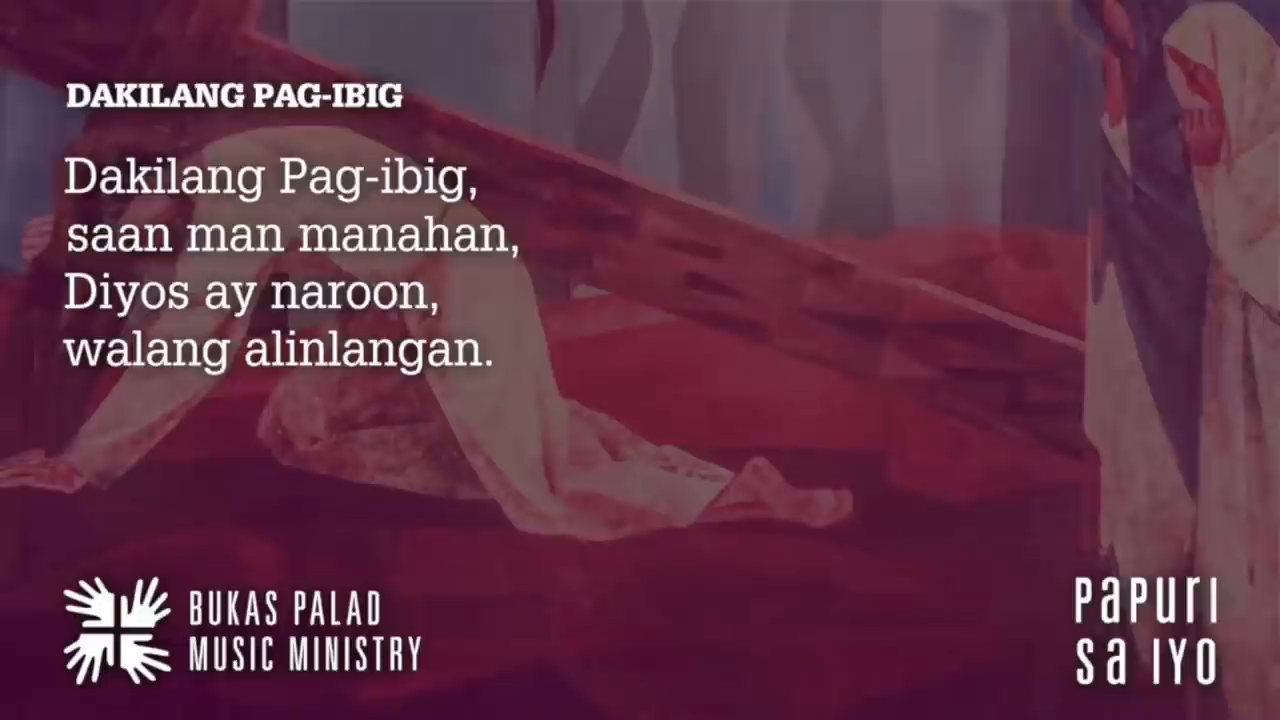 DAKILANG PAG-IBIG
Dakilang Pag-ibig,
saan man manahan,
Diyos ay naroon,
walang alinlangan.
BUKAS PALAD
MUSIC MINISTRY
PaPURI
Sa IYO